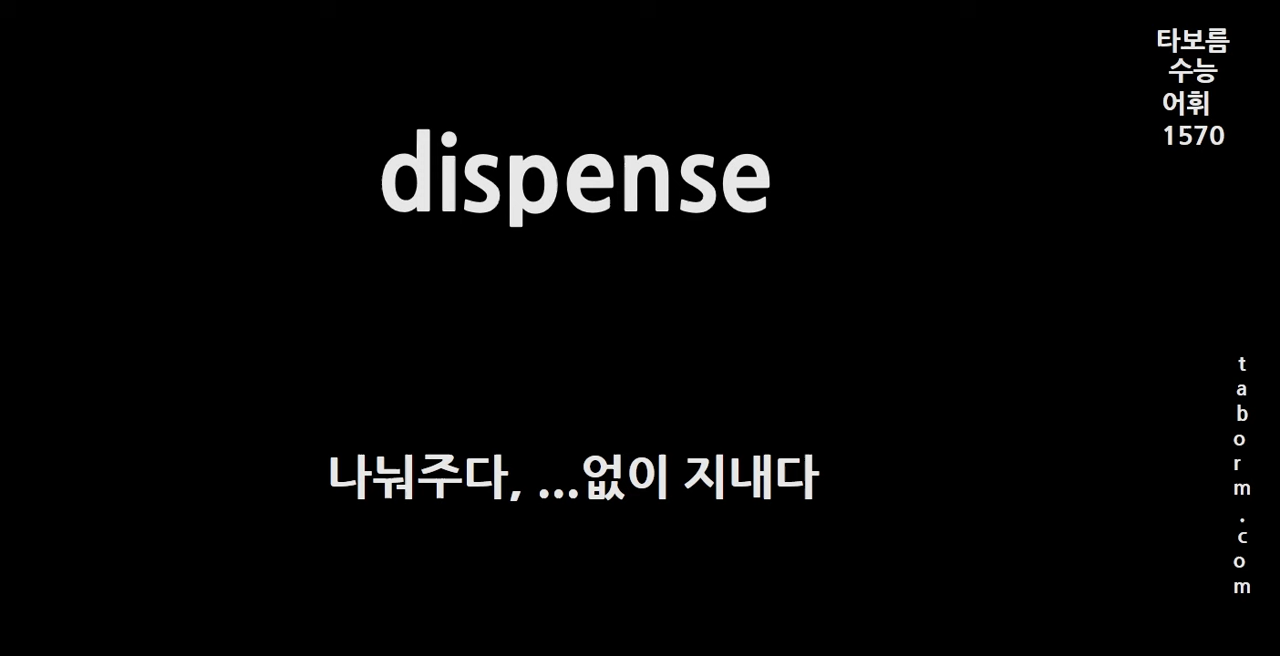 dispense
나눠주다, ...없이 지내다
타보름
수능
어휘
1570
taborm.com